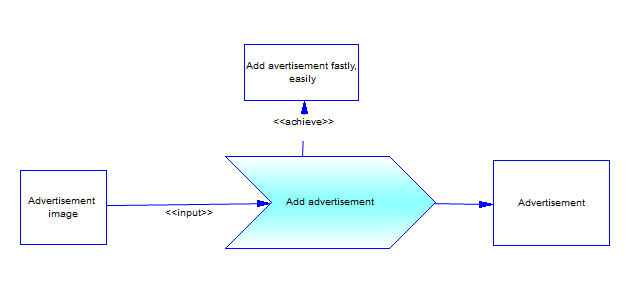 Add avertisement fastly,
easily
<<achieve>>
Advertisement
image
<<input>>
Add advertisement
Advertisement